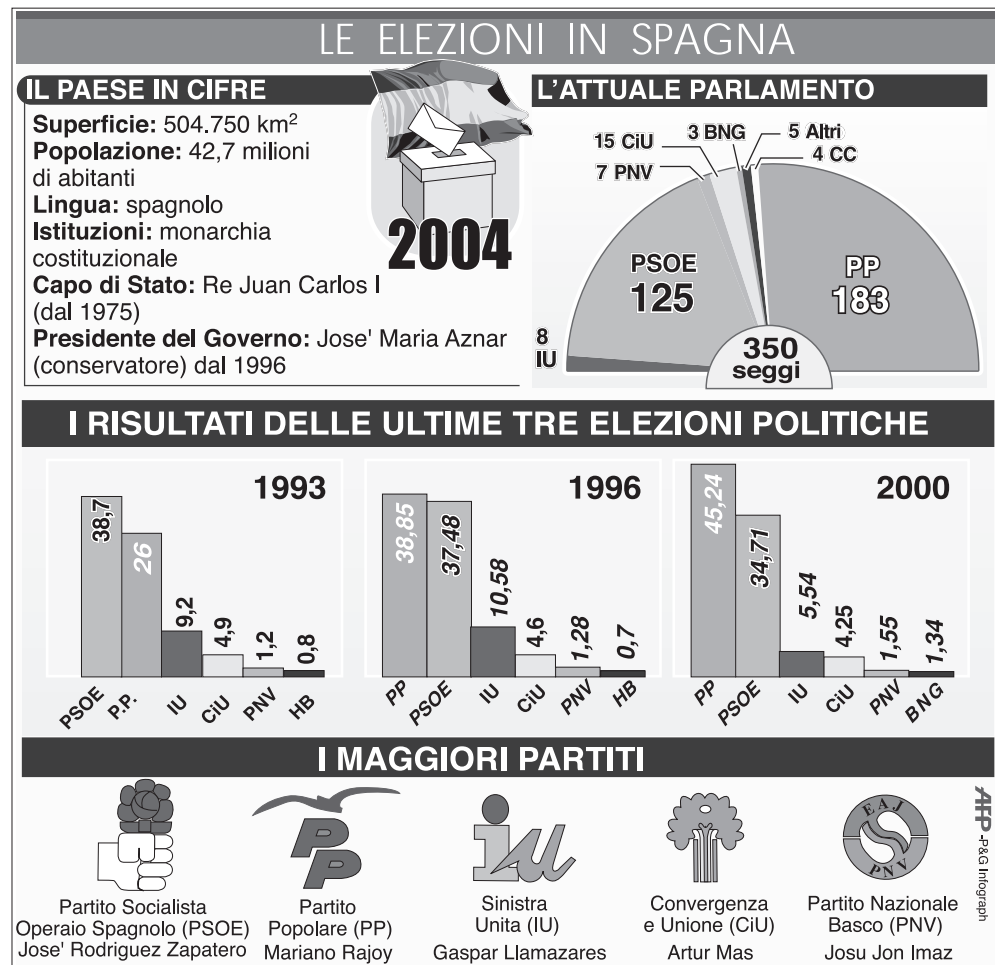 LE ELEZIONI IN SPAGNA
IL PAESE IN CIFRE
Superficie: 504.750 km²
Popolazione: 42,7 milioni
di abitanti
Lingua: spagnolo
Istituzioni: monarchia
costituzionale
Capo di Stato: Re Juan Carlos I
(dal 1975)
Presidente del Governo: Jose' Maria Aznar
(conservatore) dal 1996
2004
L'ATTUALE PARLAMENTO
8
IU
PSOE
125
7 PNV
15 CiU
3 BNG
5 Altri
4 CC
PP
183
350
seggi
I RISULTATI DELLE ULTIME TRE ELEZIONI POLITICHE
1993
38,7
26
9,2
4,9
1,2
0,8
PSOE
P.P.
IU
CiU
PNV
HB
1996
38,85
37,48
10,58
4,6
1,28
0,7
PP
PSOE
IU
CiU
PNV
HB
2000
45,24
34,71
5,54
4,25
1,55
1,34
PP
PSOE
IU
CiU
PNV
BNG
I MAGGIORI PARTITI
Partito Socialista
Operaio Spagnolo (PSOE)
Jose' Rodriguez Zapatero
PP
Partito
Popolare (PP)
Mariano Rajoy
iu
Sinistra
Unita (IU)
Gaspar Llamazares
Convergenza
e Unione (CiU)
Artur Mas
EAJ
PNV
Partito Nazionale
Basco (PNV)
Josu Jon Imaz
AFP -P&G Infograph